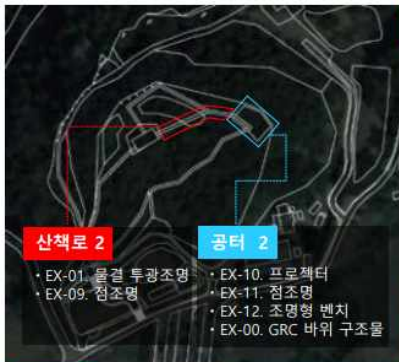 산책로 2
• EX-01. 물결 투광조명
• EX-09. 점조명
공터 2
• EX-10. 프로젝터
• EX-11. 점조명
• EX-12. 조명형 벤치
• EX-00. GRC 바위 구조물